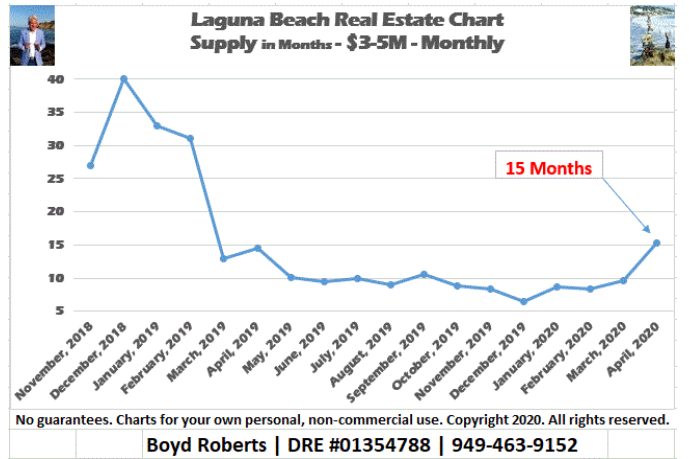 Laguna Beach Real Estate Chart
Supply in Months - $3-5M - Monthly
40
35
30
25
20
15
10
5
15 Months
November, 2018
December, 2018
January, 2019
February, 2019
March, 2019
April, 2019
May, 2019
June, 2019
July, 2019
August, 2019
September, 2019
October, 2019
November, 2019
December, 2019
January, 2020
February, 2020
March, 2020
April, 2020
No guarantees. Charts for your own personal, non-commercial use. Copyright 2020. All rights reserved.
Boyd Roberts | DRE #01354788 | 949-463-9152